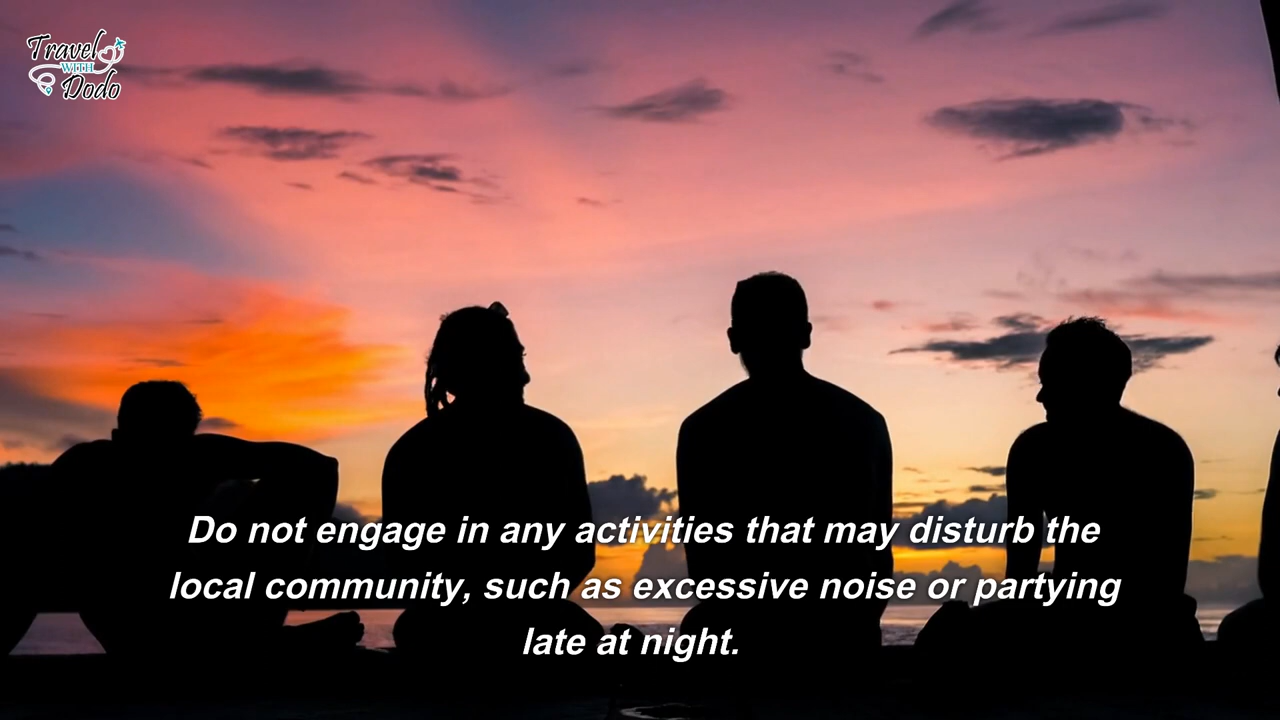 Travel
WITH
Dodo
Do not engage in any activities that may disturb the
local community, such as excessive noise or partying
late at night.